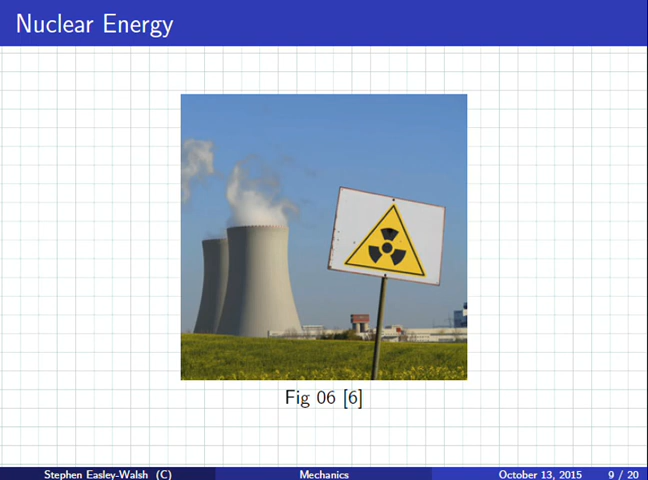 Nuclear Energy
Fig 06 [6]
Stephen Easley-Walsh (C) Mechanics October 13, 2015 9 / 20